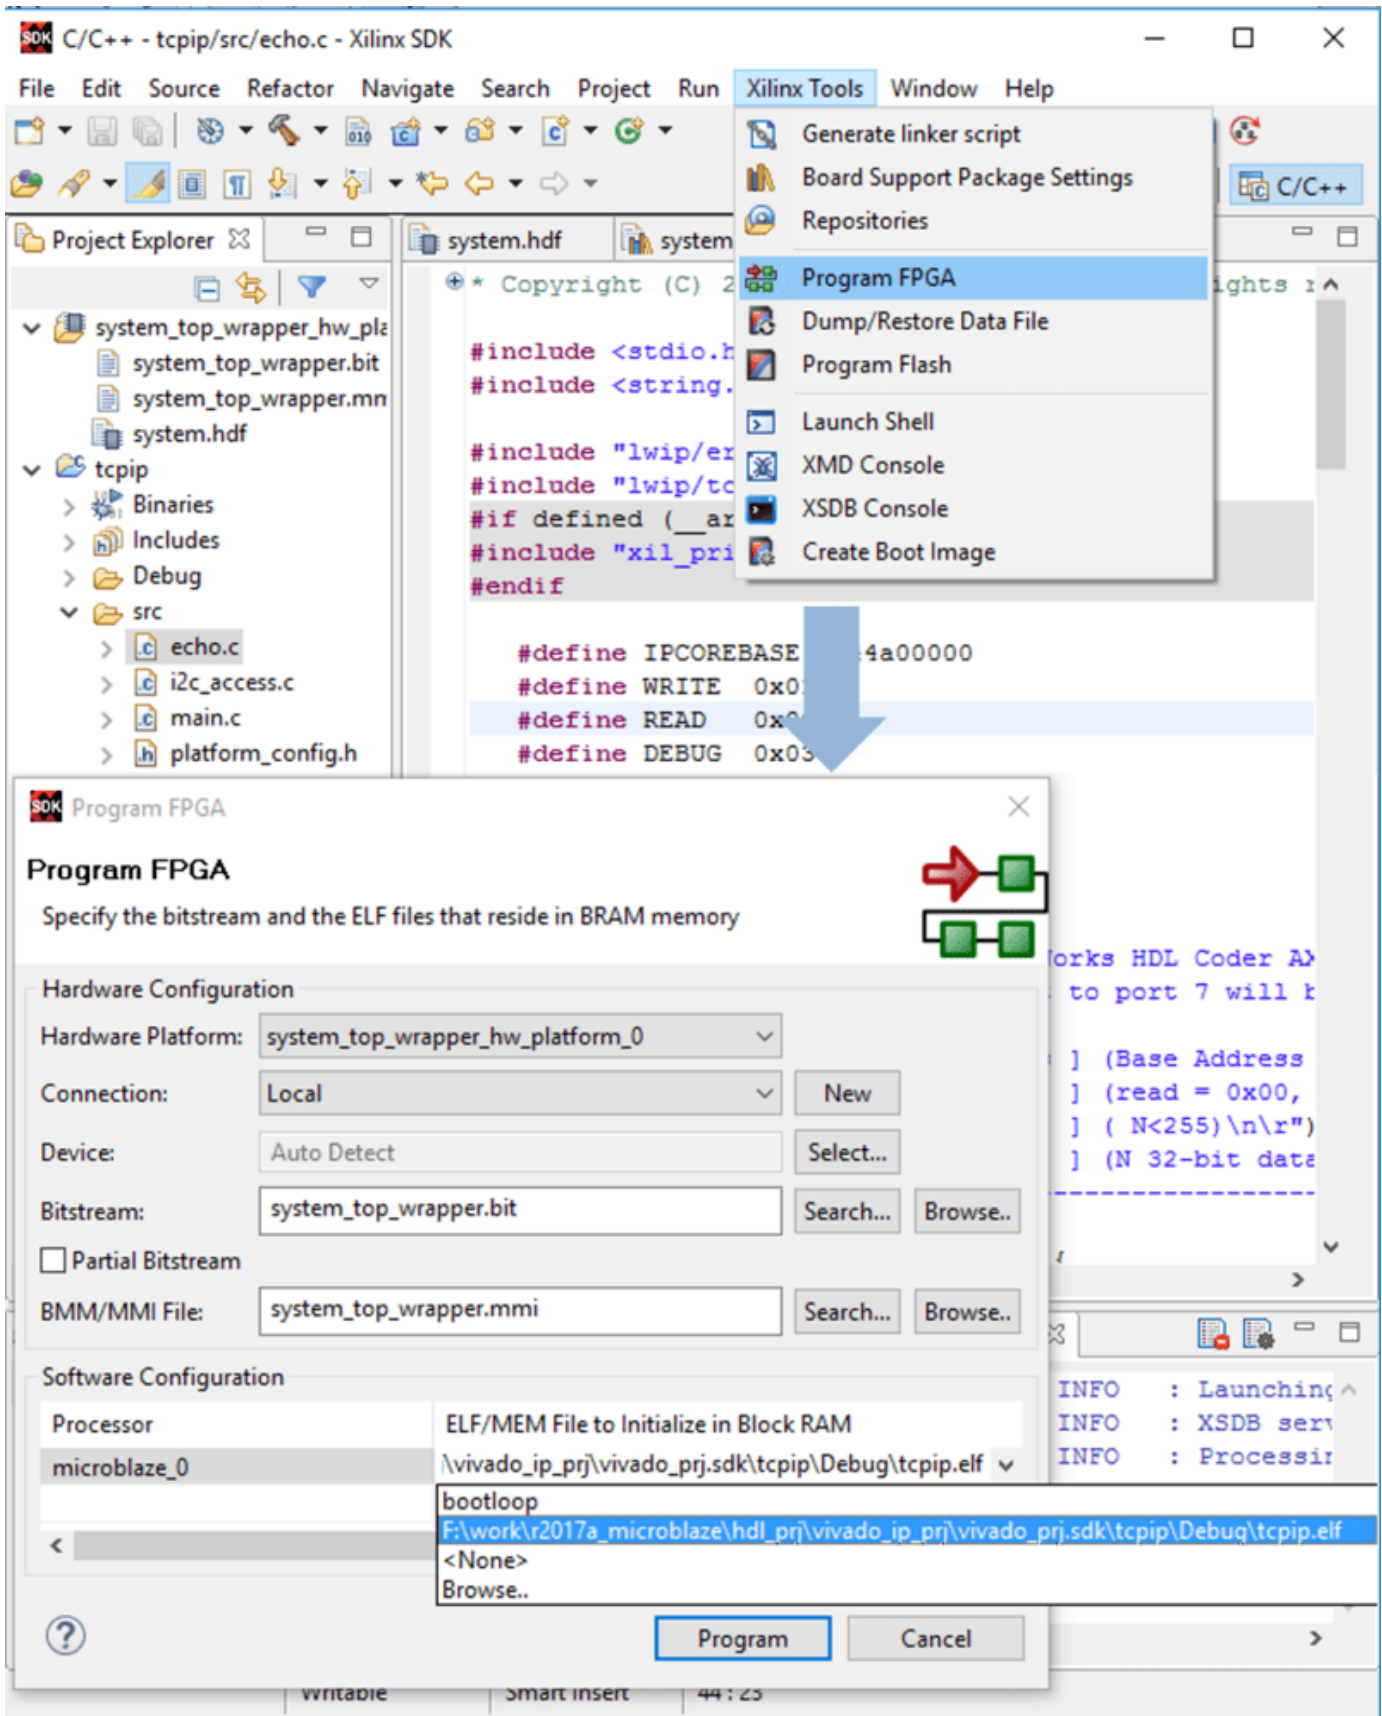 SDK C/C++ - tcpip/src/echo.c - Xilinx SDK
File Edit Source Refactor Navigate Search Project Run Xilinx Tools Window Help
Generate linker script
Board Support Package Settings
Repositories
Program FPGA
Dump/Restore Data File
Program Flash
Launch Shell
XMD Console
XSDB Console
Create Boot Image
C/C++
Project Explorer
system_top_wrapper_hw_pla
system_top_wrapper.bit
system_top_wrapper.mm
system.hdf
tcpip
Binaries
Includes
Debug
src
echo.c
i2c_access.c
main.c
platform_config.h
system.hdf system
* Copyright (C) 2 ights r
#include <stdio.h
#include <string.
#include "lwip/er
#include "lwip/tc
#if defined (__ar
#include "xil_pri
#endif
#define IPCOREBASE 4a00000
#define WRITE 0x0
#define READ 0x0
#define DEBUG 0x03
SDK Program FPGA
Program FPGA
Specify the bitstream and the ELF files that reside in BRAM memory
Hardware Configuration
Hardware Platform: system_top_wrapper_hw_platform_0
Connection: Local New
Device: Auto Detect Select...
Bitstream: system_top_wrapper.bit Search... Browse..
Partial Bitstream
BMM/MMI File: system_top_wrapper.mmi Search... Browse..
Software Configuration
Processor ELF/MEM File to Initialize in Block RAM
microblaze_0 \vivado_ip_prj\vivado_prj.sdk\tcpip\Debug\tcpip.elf
bootloop
F:\work\r2017a_microblaze\hdl_prj\vivado_ip_prj\vivado_prj.sdk\tcpip\Debug\tcpip.elf
<None>
Browse..
Program Cancel
orks HDL Coder AX
to port 7 will b
] (Base Address
] (read = 0x00,
] ( N<255)\n\r")
] (N 32-bit data
------------------
{
INFO : Launching
INFO : XSDB serv
INFO : Processin
Writable Smart Insert 44 : 23